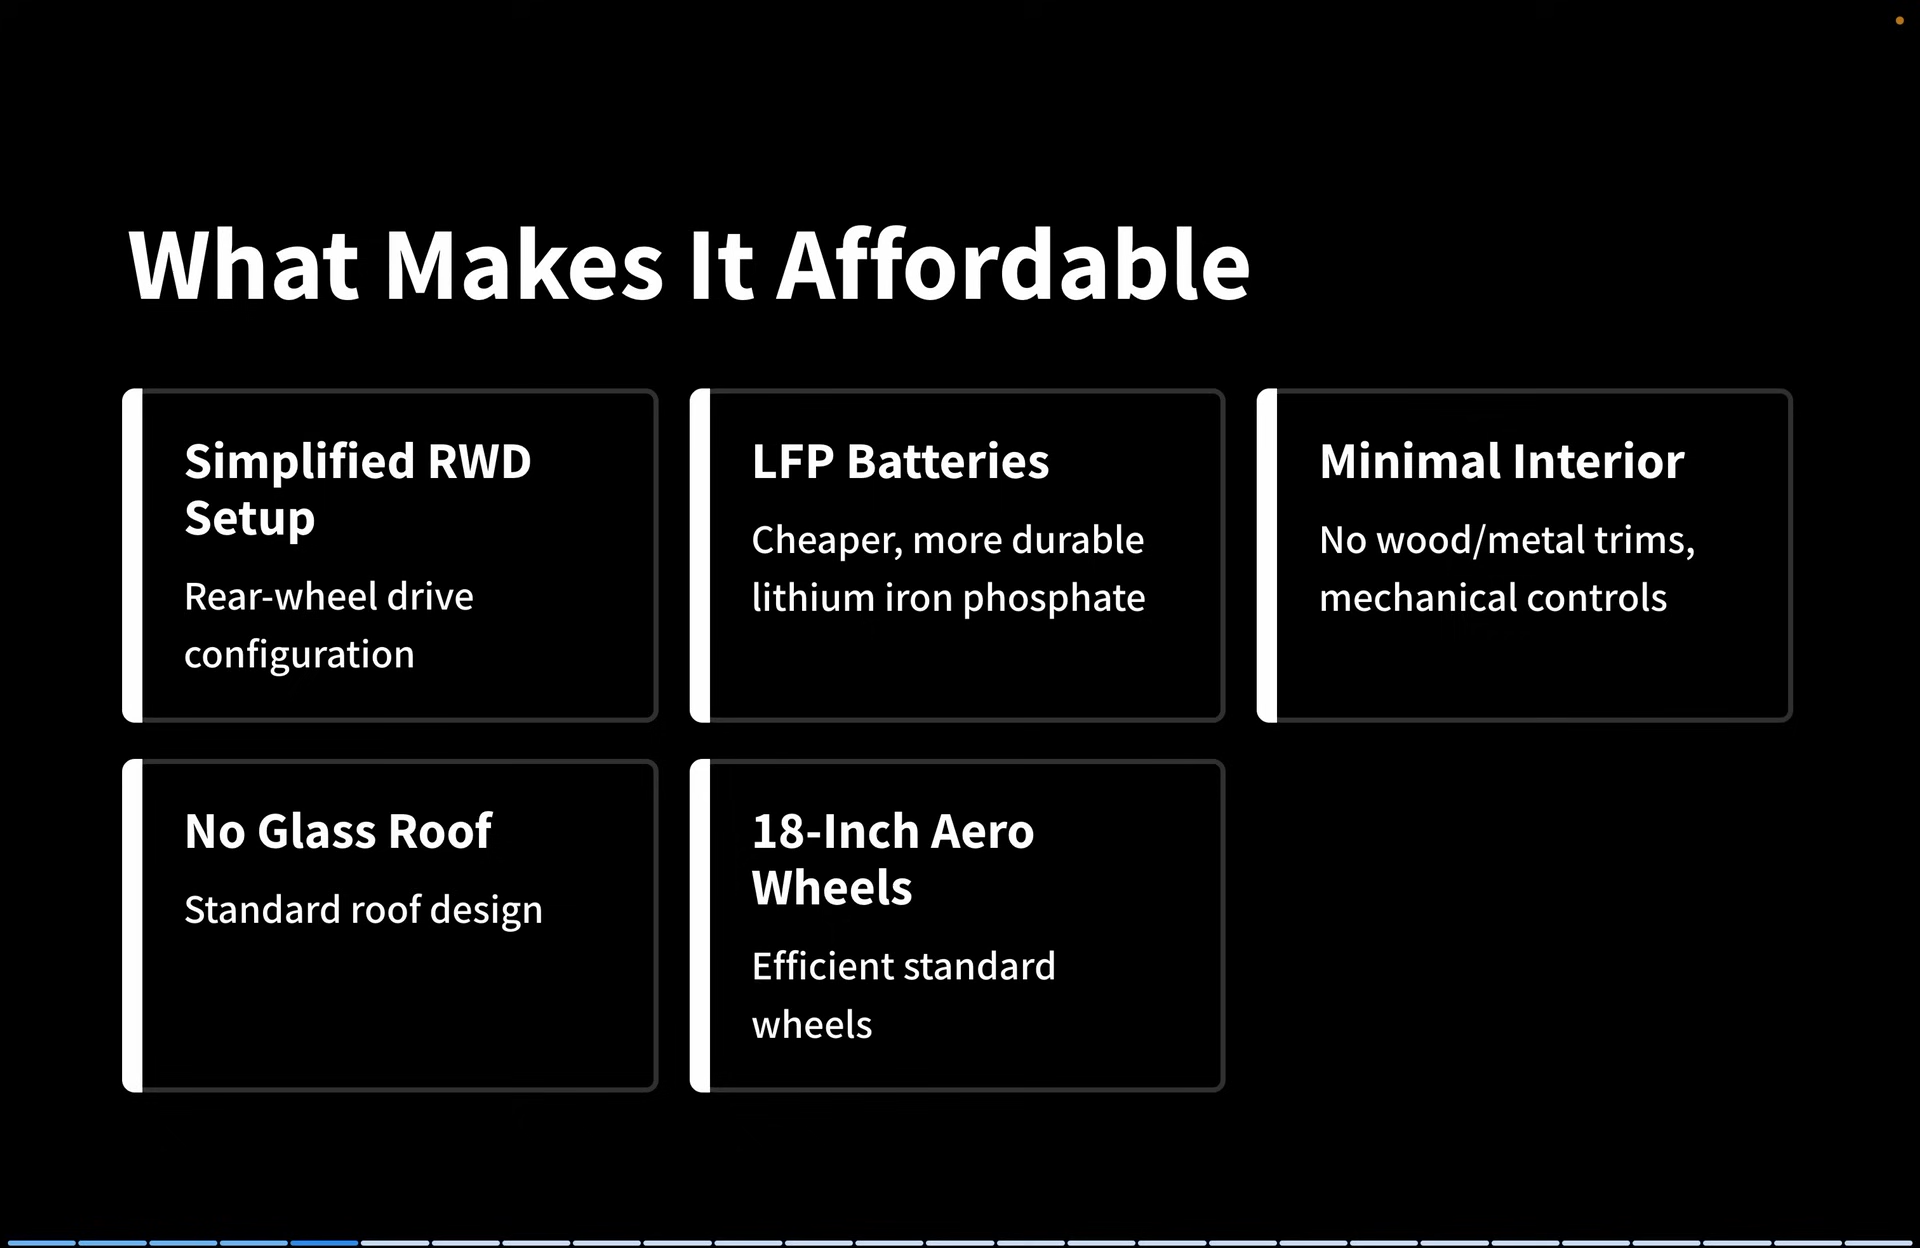 What Makes It Affordable
Simplified RWD
Setup
Rear-wheel drive
configuration
LFP Batteries
Cheaper, more durable
lithium iron phosphate
Minimal Interior
No wood/metal trims,
mechanical controls
No Glass Roof
Standard roof design
18-Inch Aero
Wheels
Efficient standard
wheels